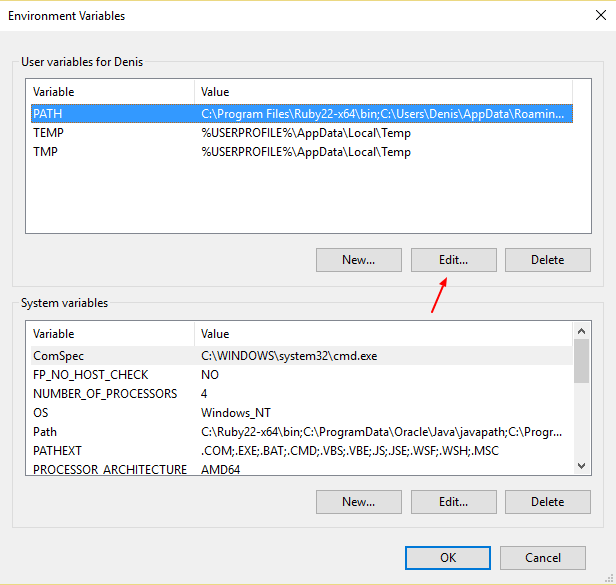 Environment Variables
User variables for Denis
Variable Value
PATH C:\Program Files\Ruby22-x64\bin;C:\Users\Denis\AppData\Roamin...
TEMP %USERPROFILE%\AppData\Local\Temp
TMP %USERPROFILE%\AppData\Local\Temp
New... Edit... Delete
System variables
Variable Value
ComSpec C:\WINDOWS\system32\cmd.exe
FP_NO_HOST_CHECK NO
NUMBER_OF_PROCESSORS 4
OS Windows_NT
Path C:\Ruby22-x64\bin;C:\ProgramData\Oracle\Java\javapath;C:\Progr...
PATHEXT .COM;.EXE;.BAT;.CMD;.VBS;.VBE;.JS;.JSE;.WSF;.WSH;.MSC
PROCESSOR_ARCHITECTURE AMD64
New... Edit... Delete
OK Cancel